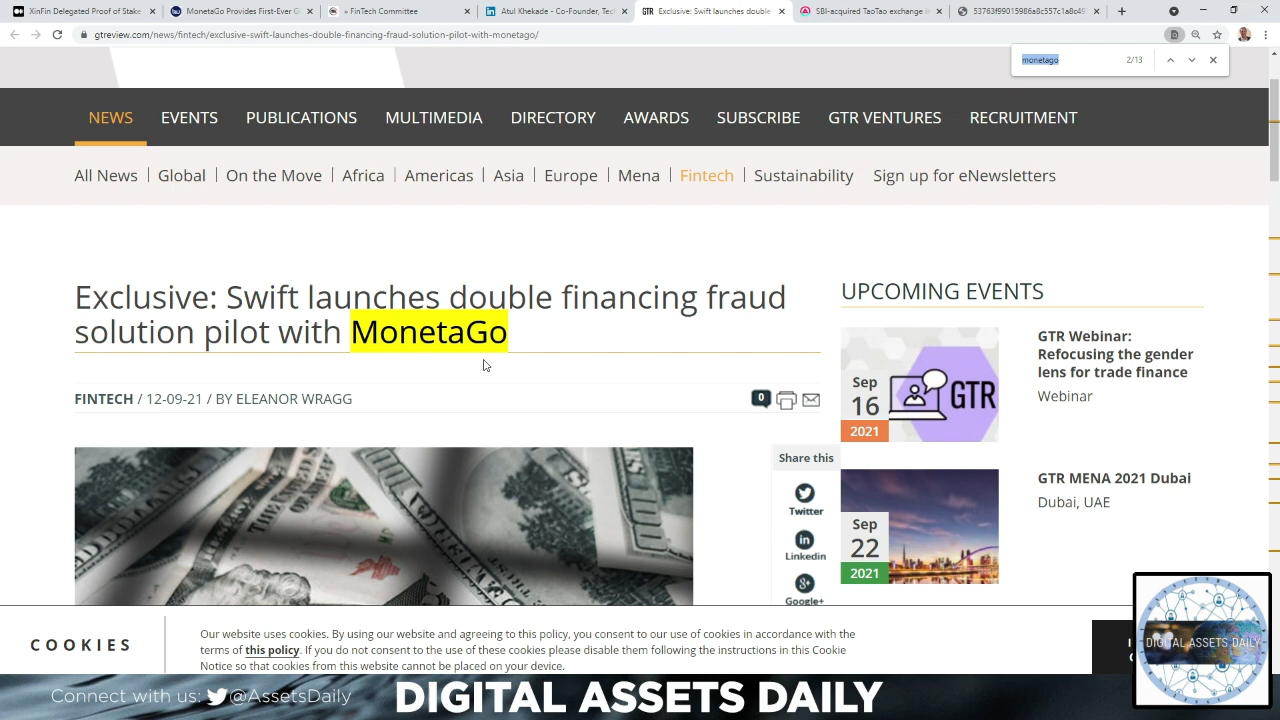 XinFin Delegated Proof of Stake
MonetaGo Provides First-Ever G
» FinTech Committee
Atul Khekade - Co-Founder, Tech
GTR Exclusive: Swift launches double
SBI-acquired TaoTao exchange i
53763f99015986a8c557c1a8c49
gtreview.com/news/fintech/exclusive-swift-launches-double-financing-fraud-solution-pilot-with-monetago/
monetago 2/13
NEWS EVENTS PUBLICATIONS MULTIMEDIA DIRECTORY AWARDS SUBSCRIBE GTR VENTURES RECRUITMENT
All News | Global | On the Move | Africa | Americas | Asia | Europe | Mena | Fintech | Sustainability Sign up for eNewsletters
Exclusive: Swift launches double financing fraud
solution pilot with MonetaGo
FINTECH / 12-09-21 / BY ELEANOR WRAGG
0
Share this
Twitter
Linkedin
Google+
UPCOMING EVENTS
Sep
16
2021
GTR
GTR Webinar:
Refocusing the gender
lens for trade finance
Webinar
Sep
22
2021
GTR MENA 2021 Dubai
Dubai, UAE
COOKIES
Our website uses cookies. By using our website and agreeing to this policy, you consent to our use of cookies in accordance with the
terms of this policy. If you do not consent to the
please disable them following the instructions in this Cookie
Notice so that cookies from this website cannot be placed on your device.
DIGITAL ASSETS DAILY
Connect with us: @AssetsDaily
DIGITAL ASSETS DAILY